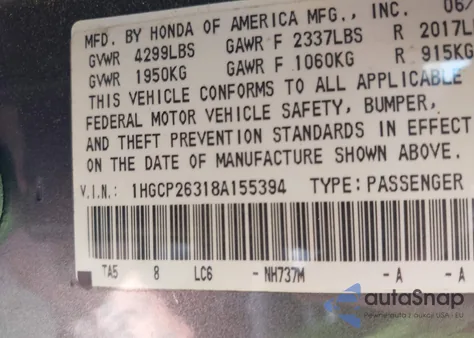 MFD. BY HONDA OF AMERICA MFG., INC. 06/
GVWR 4299LBS GAWR F 2337LBS R 2017L
GVWR 1950KG GAWR F 1060KG R 915KG
THIS VEHICLE CONFORMS TO ALL APPLICABLE
FEDERAL MOTOR VEHICLE SAFETY, BUMPER,
AND THEFT PREVENTION STANDARDS IN EFFECT
ON THE DATE OF MANUFACTURE SHOWN ABOVE.
V.I.N.: 1HGCP26318A155394 TYPE: PASSENGER
TA5 8 LC6 - NH737M - A - A
autoSnap